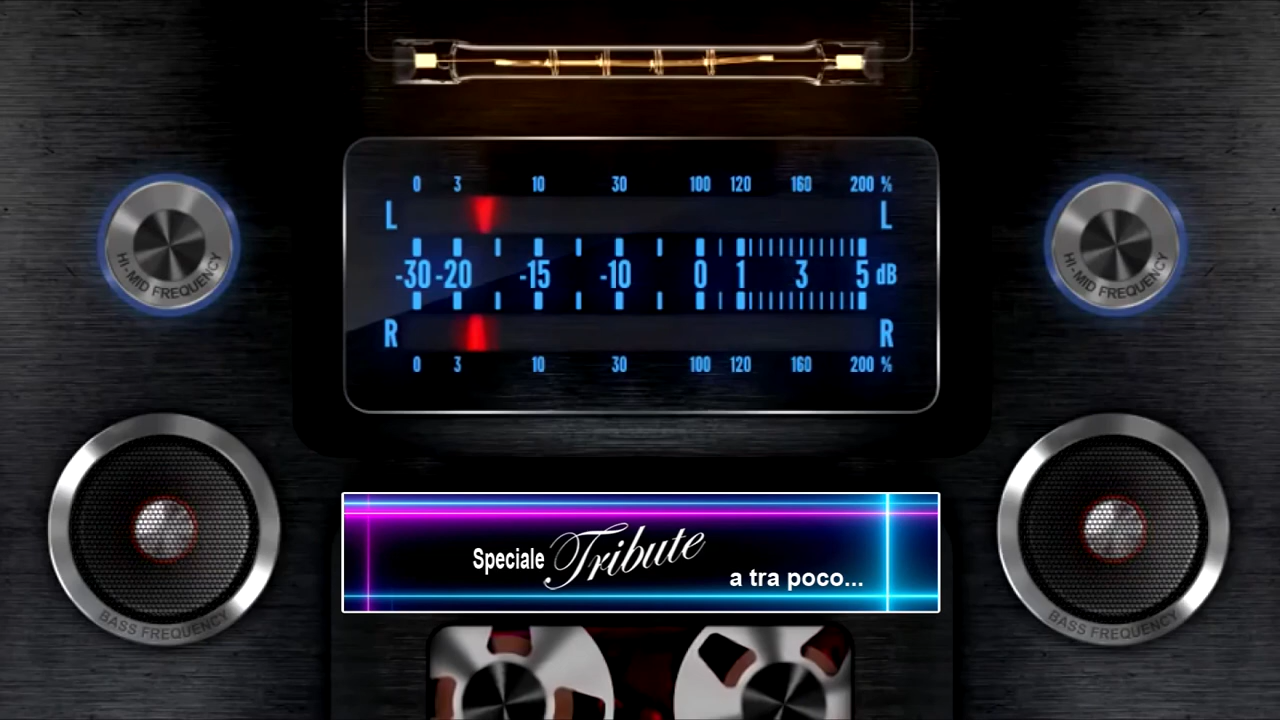 0 3 10 30 100 120 160 200 %
L L
-30 -20 -15 -10 0 1 3 5 dB
R R
0 3 10 30 100 120 160 200 %
HI-MID FREQUENCY
HI-MID FREQUENCY
Speciale Tribute
a tra poco...
BASS FREQUENCY
BASS FREQUENCY